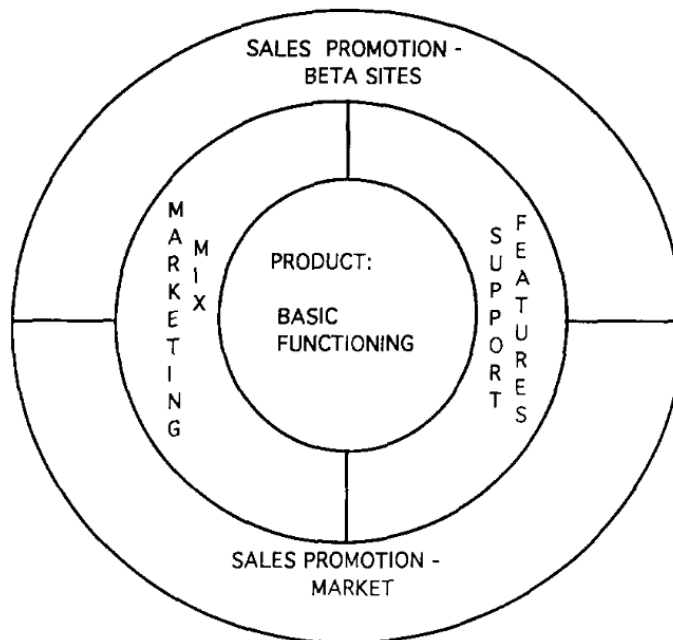 SALES PROMOTION -
BETA SITES
MARKETING
MIX
PRODUCT:
BASIC
FUNCTIONING
SUPPORT
FEATURES
SALES PROMOTION -
MARKET